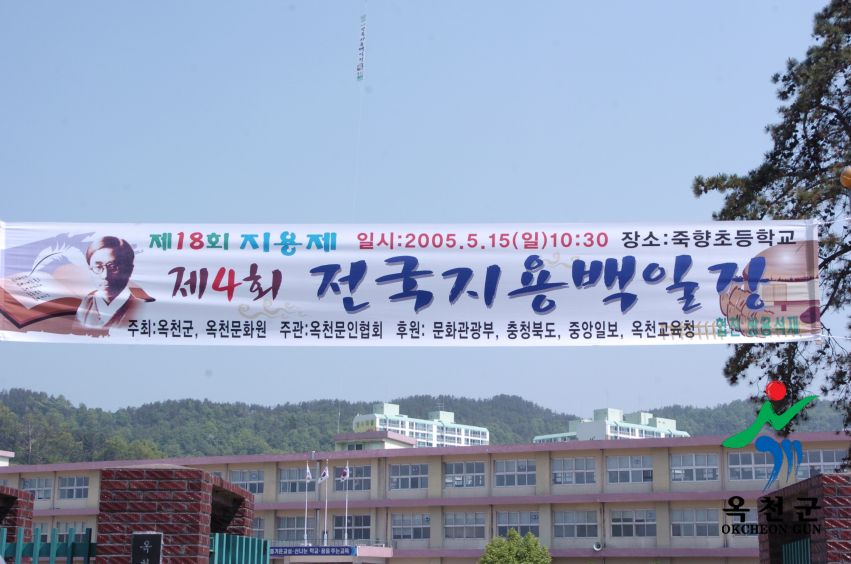 제18회 지용제 일시:2005.5.15(일)10:30 장소:죽향초등학교
제4회 전국지용백일장
주최:옥천군, 옥천문화원 주관:옥천문인협회 후원: 문화관광부, 충청북도, 중앙일보, 옥천교육청
옥천군
OKCHEON GUN